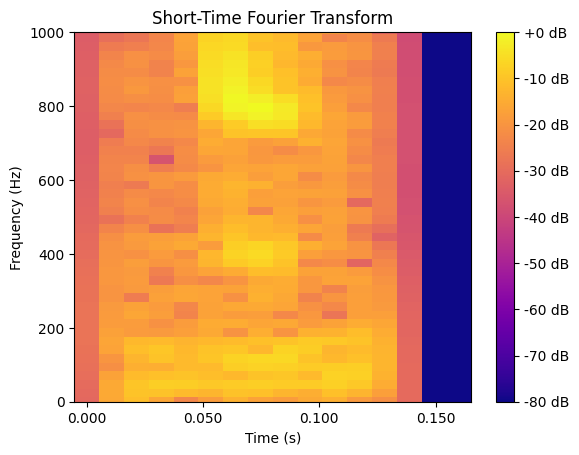 Short-Time Fourier Transform
1000
800
600
400
200
0
Frequency (Hz)
0.000
0.050
0.100
0.150
Time (s)
+0 dB
-10 dB
-20 dB
-30 dB
-40 dB
-50 dB
-60 dB
-70 dB
-80 dB